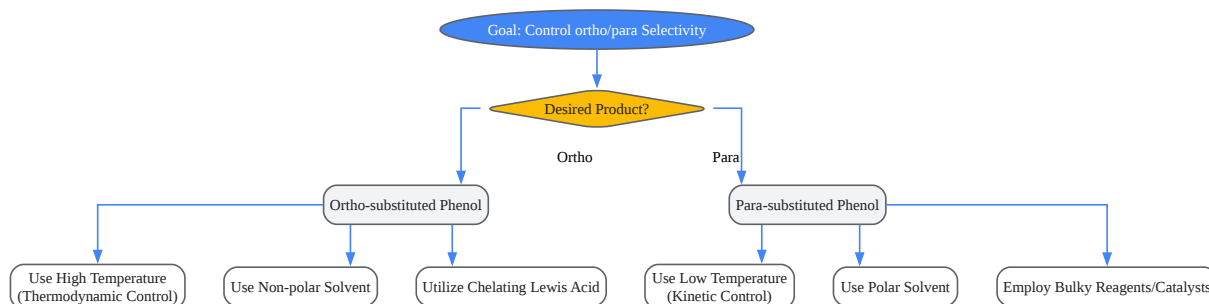 Goal: Control ortho/para Selectivity
Desired Product?
Ortho
Para
Ortho-substituted Phenol
Para-substituted Phenol
Use High Temperature
(Thermodynamic Control)
Use Non-polar Solvent
Utilize Chelating Lewis Acid
Use Low Temperature
(Kinetic Control)
Use Polar Solvent
Employ Bulky Reagents/Catalysts